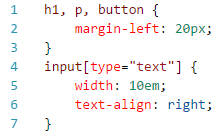 1 h1, p, button {
2     margin-left: 20px;
3 }
4 input[type="text"] {
5     width: 10em;
6     text-align: right;
7 }